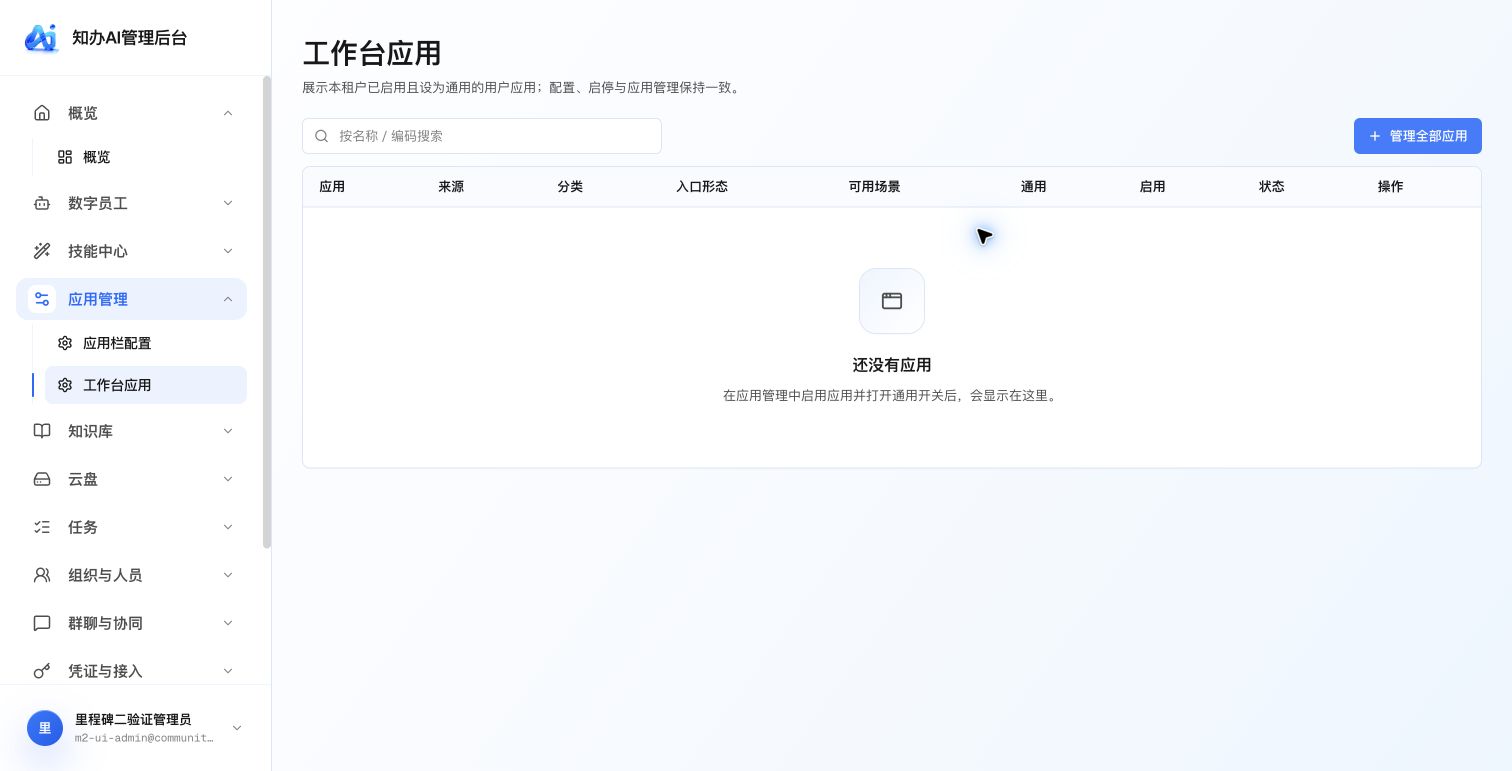 知办AI管理后台
概览
概览
数字员工
技能中心
应用管理
应用栏配置
工作台应用
知识库
云盘
任务
组织与人员
群聊与协同
凭证与接入
里
里程碑二验证管理员
m2-ui-admin@communit…
工作台应用
展示本租户已启用且设为通用的用户应用；配置、启停与应用管理保持一致。
按名称 / 编码搜索
管理全部应用
应用 来源 分类 入口形态 可用场景 通用 启用 状态 操作
还没有应用
在应用管理中启用应用并打开通用开关后，会显示在这里。